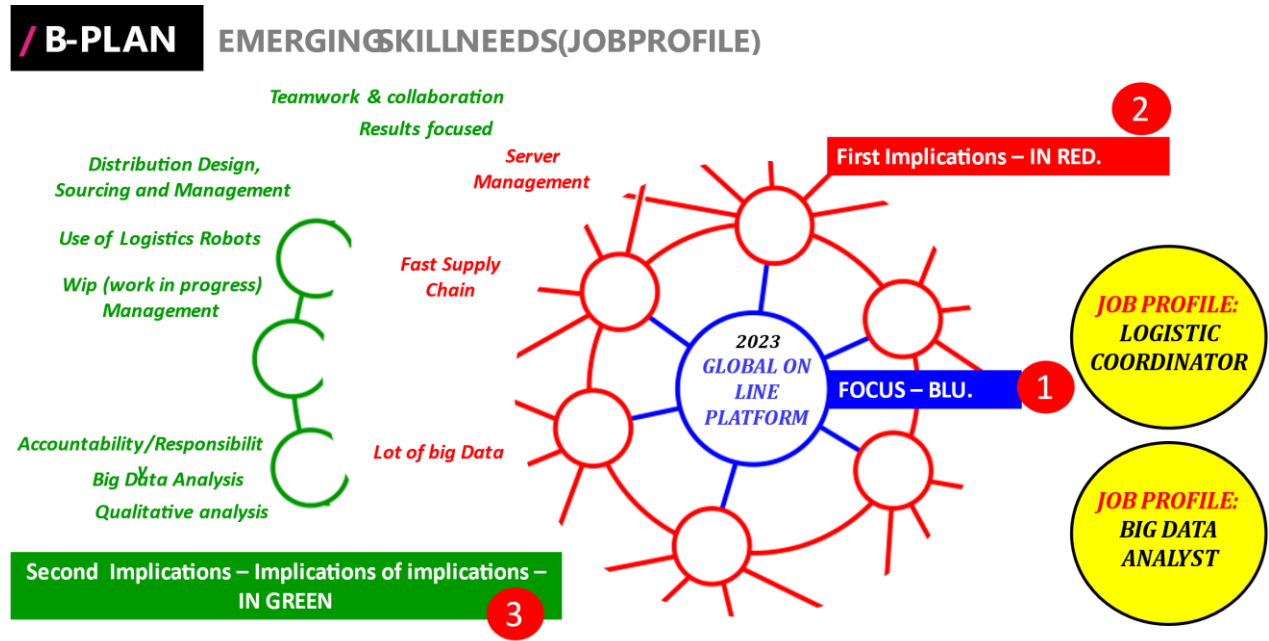 / B-PLAN
EMERGINGSKILLNEEDS(JOBPROFILE)
Teamwork & collaboration
Results focused
2
First Implications – IN RED.
Server
Management
Distribution Design,
Sourcing and Management
Use of Logistics Robots
Wip (work in progress)
Management
Fast Supply
Chain
2023
GLOBAL ON
LINE
PLATFORM
FOCUS – BLU.
1
JOB PROFILE:
LOGISTIC
COORDINATOR
Accountability/Responsibilit
y
Big Data Analysis
Qualitative analysis
Lot of big Data
JOB PROFILE:
BIG DATA
ANALYST
Second Implications – Implications of implications –
IN GREEN
3